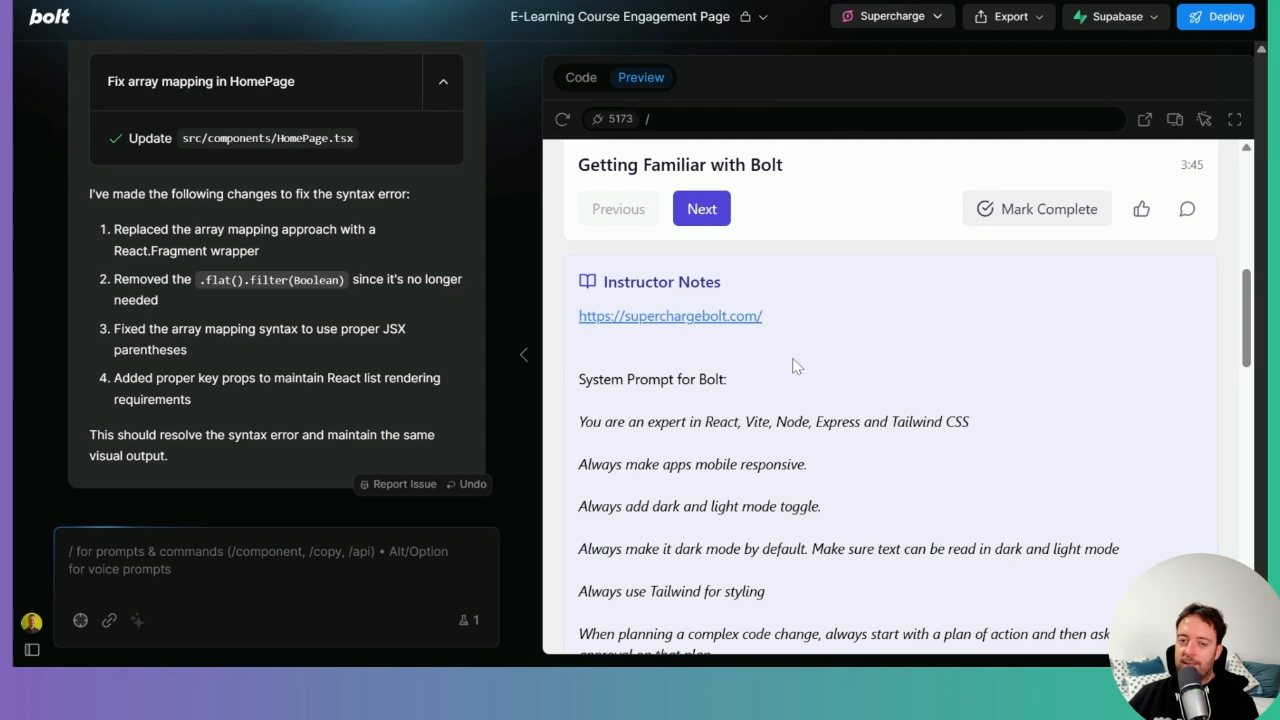 bolt
E-Learning Course Engagement Page
Supercharge
Export
Supabase
Deploy
Fix array mapping in HomePage
Update src/components/HomePage.tsx
I've made the following changes to fix the syntax error:
1. Replaced the array mapping approach with a
React.Fragment wrapper
2. Removed the .flat().filter(Boolean) since it's no longer
needed
3. Fixed the array mapping syntax to use proper JSX
parentheses
4. Added proper key props to maintain React list rendering
requirements
This should resolve the syntax error and maintain the same
visual output.
Report Issue
Undo
/ for prompts & commands (/component, /copy, /api) • Alt/Option
for voice prompts
1
Code
Preview
5173 /
Getting Familiar with Bolt
3:45
Previous
Next
Mark Complete
Instructor Notes
https://superchargebolt.com/
System Prompt for Bolt:
You are an expert in React, Vite, Node, Express and Tailwind CSS
Always make apps mobile responsive.
Always add dark and light mode toggle.
Always make it dark mode by default. Make sure text can be read in dark and light mode
Always use Tailwind for styling
When planning a complex code change, always start with a plan of action and then ask
approval on that plan